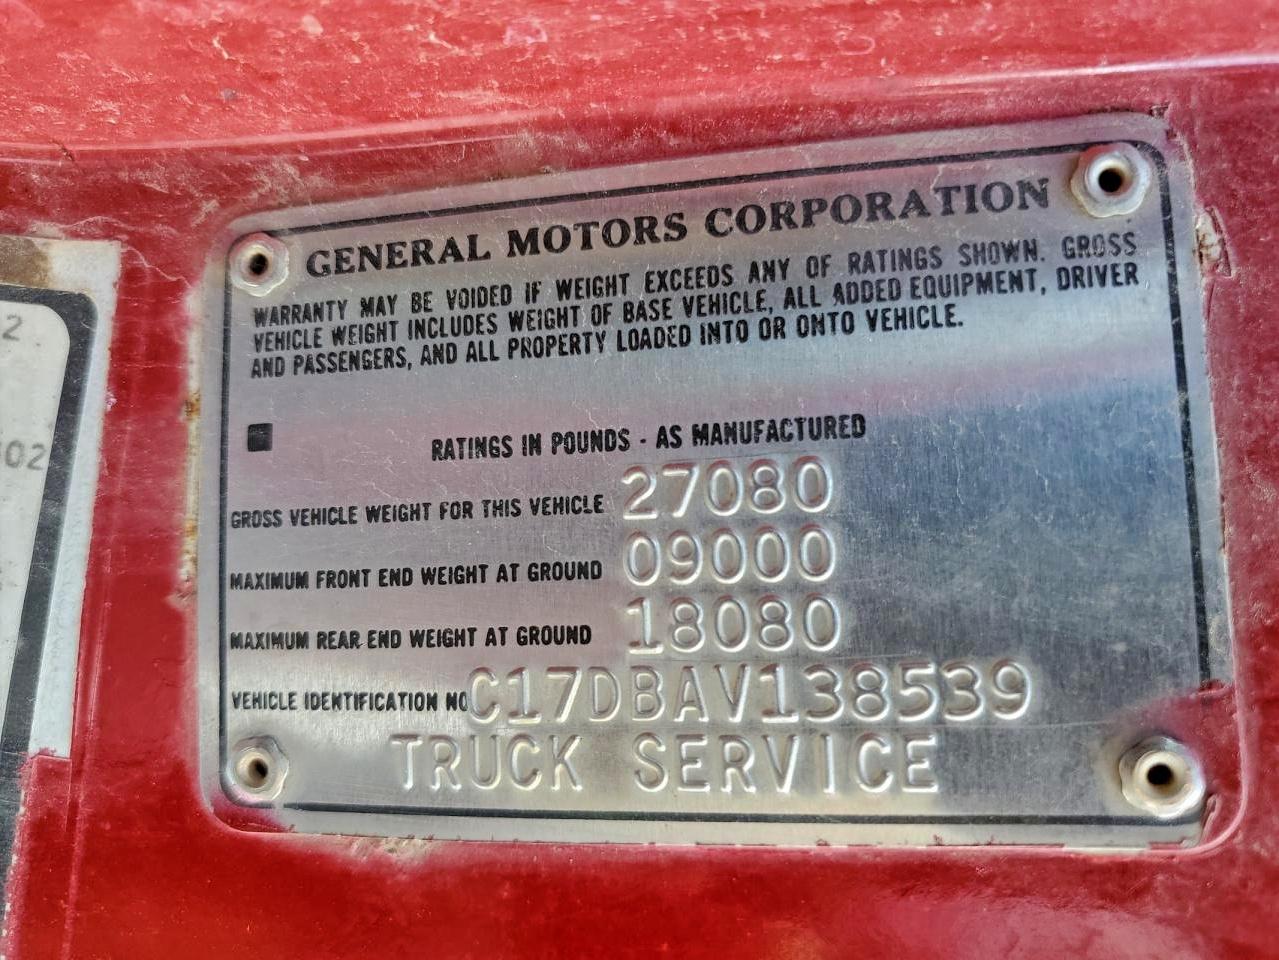 GENERAL MOTORS CORPORATION
WARRANTY MAY BE VOIDED IF WEIGHT EXCEEDS ANY OF RATINGS SHOWN. GROSS
VEHICLE WEIGHT INCLUDES WEIGHT OF BASE VEHICLE, ALL ADDED EQUIPMENT, DRIVER
AND PASSENGERS, AND ALL PROPERTY LOADED INTO OR ONTO VEHICLE.
RATINGS IN POUNDS - AS MANUFACTURED
GROSS VEHICLE WEIGHT FOR THIS VEHICLE 27080
MAXIMUM FRONT END WEIGHT AT GROUND 09000
MAXIMUM REAR END WEIGHT AT GROUND 18080
VEHICLE IDENTIFICATION NO C17DBAV138539
TRUCK SERVICE
2
02